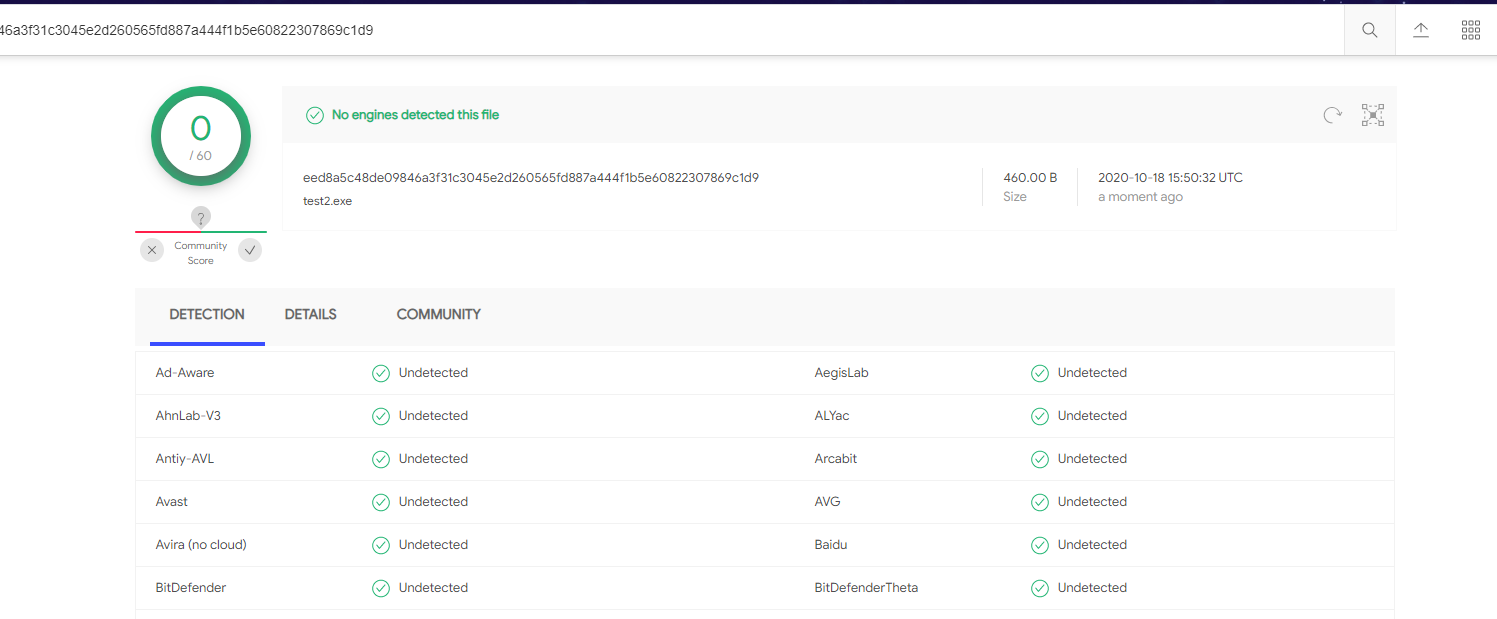 46a3f31c3045e2d260565fd887a444f1b5e60822307869c1d9
0
/ 60
No engines detected this file
eed8a5c48de09846a3f31c3045e2d260565fd887a444f1b5e60822307869c1d9
test2.exe
460.00 B
Size
2020-10-18 15:50:32 UTC
a moment ago
?
Community
Score
DETECTION DETAILS COMMUNITY
Ad-Aware Undetected AegisLab Undetected
AhnLab-V3 Undetected ALYac Undetected
Antiy-AVL Undetected Arcabit Undetected
Avast Undetected AVG Undetected
Avira (no cloud) Undetected Baidu Undetected
BitDefender Undetected BitDefenderTheta Undetected